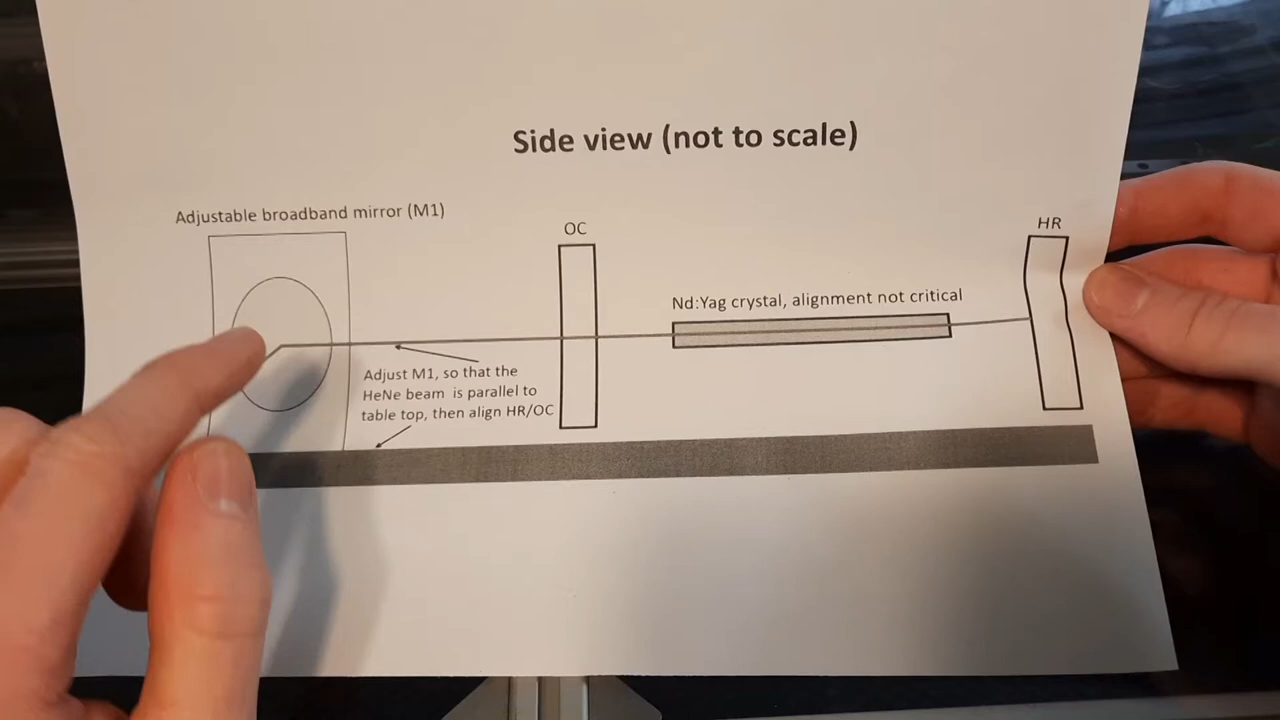 Side view (not to scale)
Adjustable broadband mirror (M1)
OC
HR
Nd:Yag crystal, alignment not critical
Adjust M1, so that the
HeNe beam is parallel to
table top, then align HR/OC